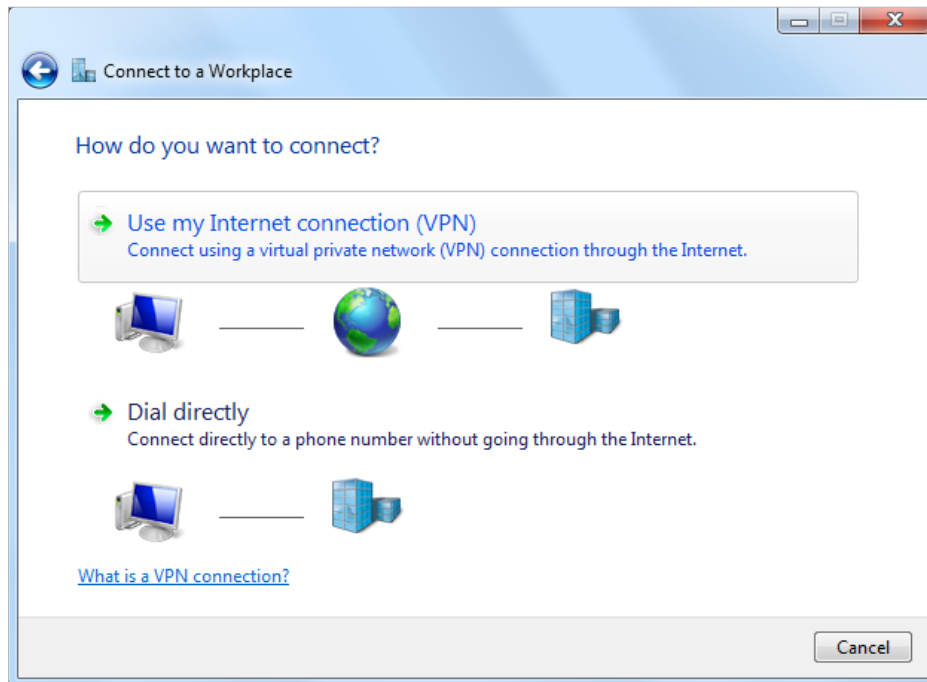 Connect to a Workplace
How do you want to connect?
Use my Internet connection (VPN)
Connect using a virtual private network (VPN) connection through the Internet.
Dial directly
Connect directly to a phone number without going through the Internet.
What is a VPN connection?
Cancel